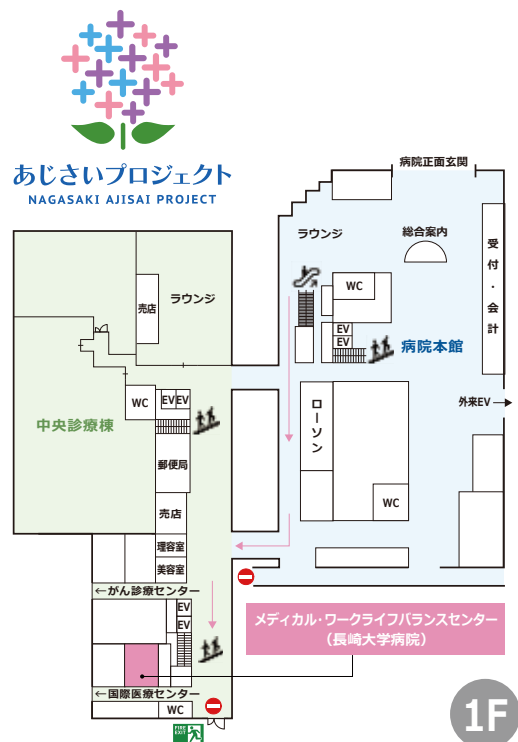 あじさいプロジェクト
NAGASAKI AJISAI PROJECT
病院正面玄関
ラウンジ
総合案内
受付・会計
WC
EV
EV
病院本館
外来EV
ローソン
WC
ラウンジ
売店
中央診療棟
WC
EV EV
郵便局
売店
理容室
美容室
←がん診療センター
EV
EV
メディカル・ワークライフバランスセンター
（長崎大学病院）
←国際医療センター
WC
FIRE
EXIT
1F